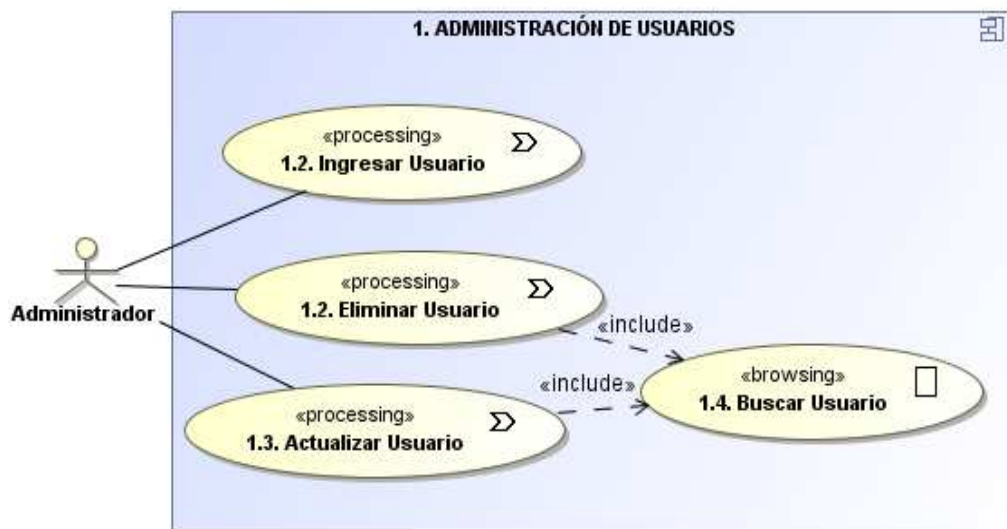 1. ADMINISTRACIÓN DE USUARIOS
«processing»
1.2. Ingresar Usuario
«processing»
1.2. Eliminar Usuario
Administrador
«include»
«include»
«browsing»
1.4. Buscar Usuario
«processing»
1.3. Actualizar Usuario